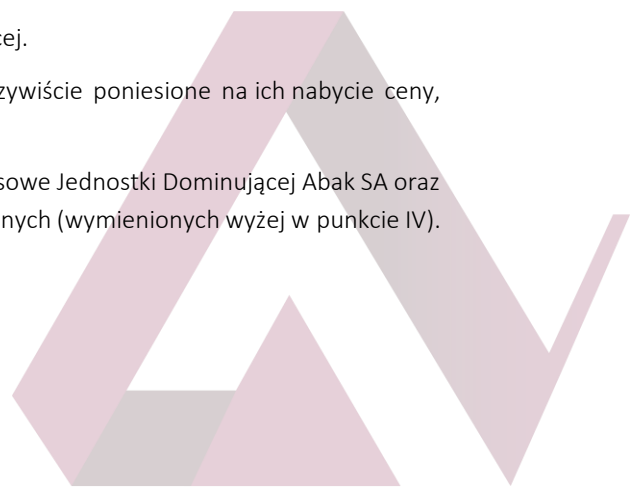 cej.
zywiście poniesione na ich nabycie ceny,
sowe Jednostki Dominującej Abak SA oraz
nych (wymienionych wyżej w punkcie IV).